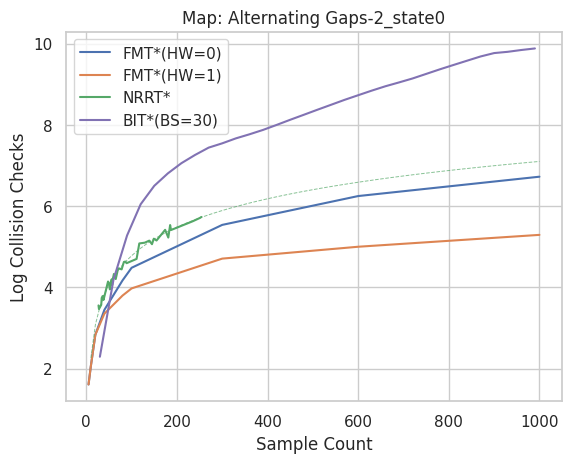 Map: Alternating Gaps-2_state0
FMT*(HW=0)
FMT*(HW=1)
NRRT*
BIT*(BS=30)
Log Collision Checks
10
8
6
4
2
0
200
400
600
800
1000
Sample Count